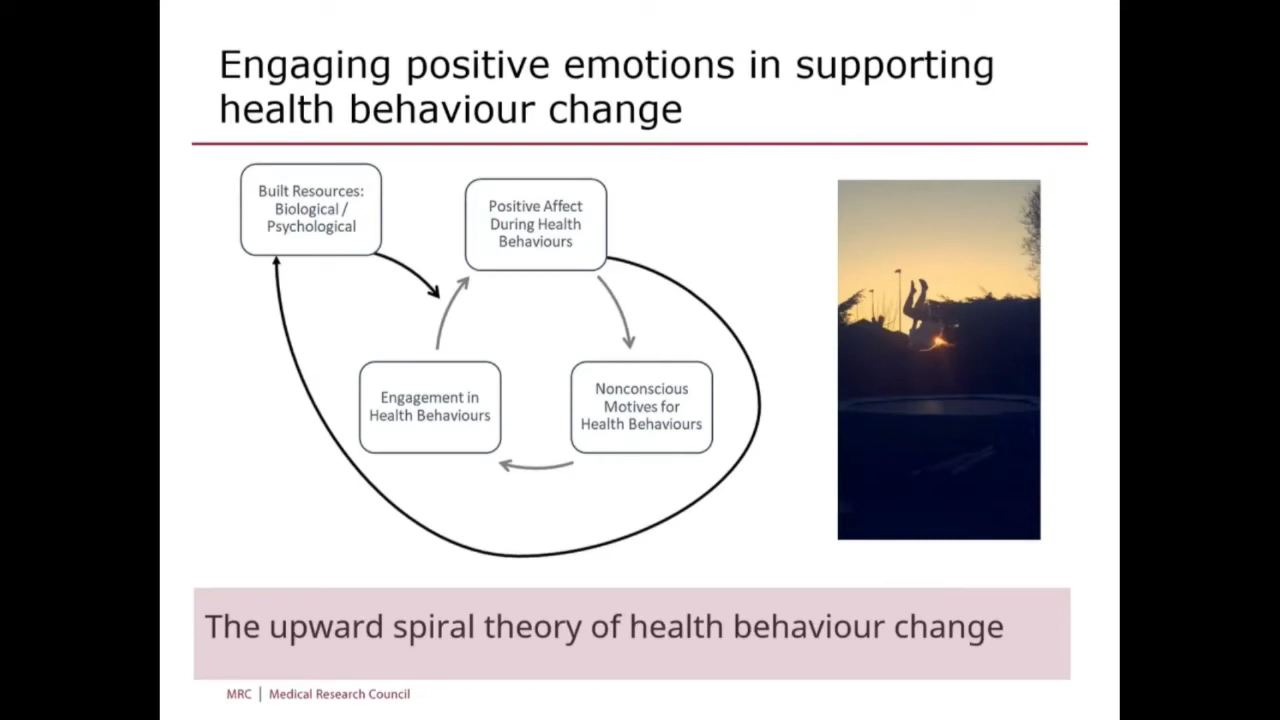 Engaging positive emotions in supporting
health behaviour change
Built Resources:
Biological /
Psychological
Positive Affect
During Health
Behaviours
Engagement in
Health Behaviours
Nonconscious
Motives for
Health Behaviours
The upward spiral theory of health behaviour change
MRC | Medical Research Council